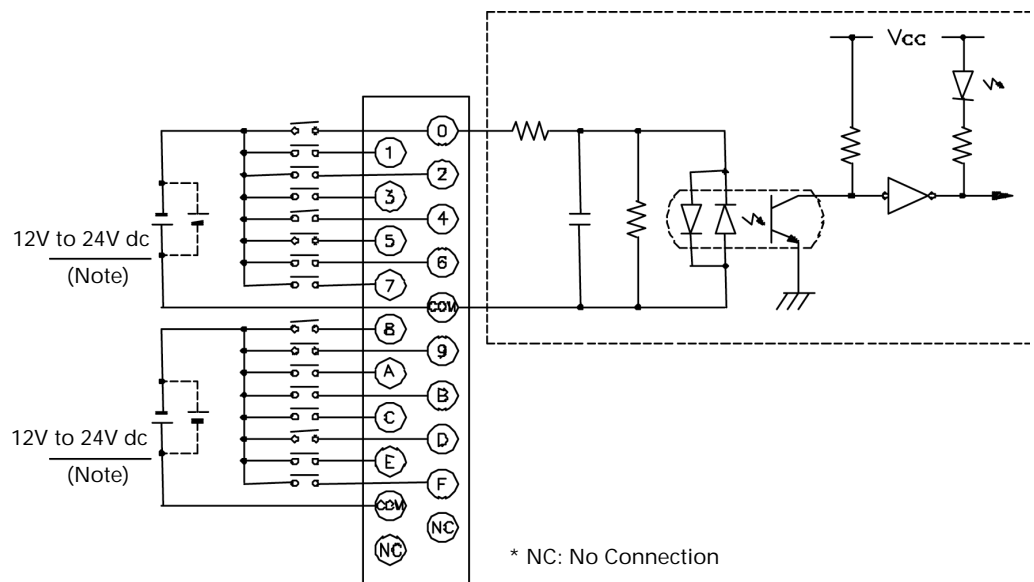 Vcc
0
1
2
3
4
12V to 24V dc
(Note)
5
6
7
COM
8
9
A
B
12V to 24V dc
(Note)
C
D
E
F
COM
NC
NC
* NC: No Connection